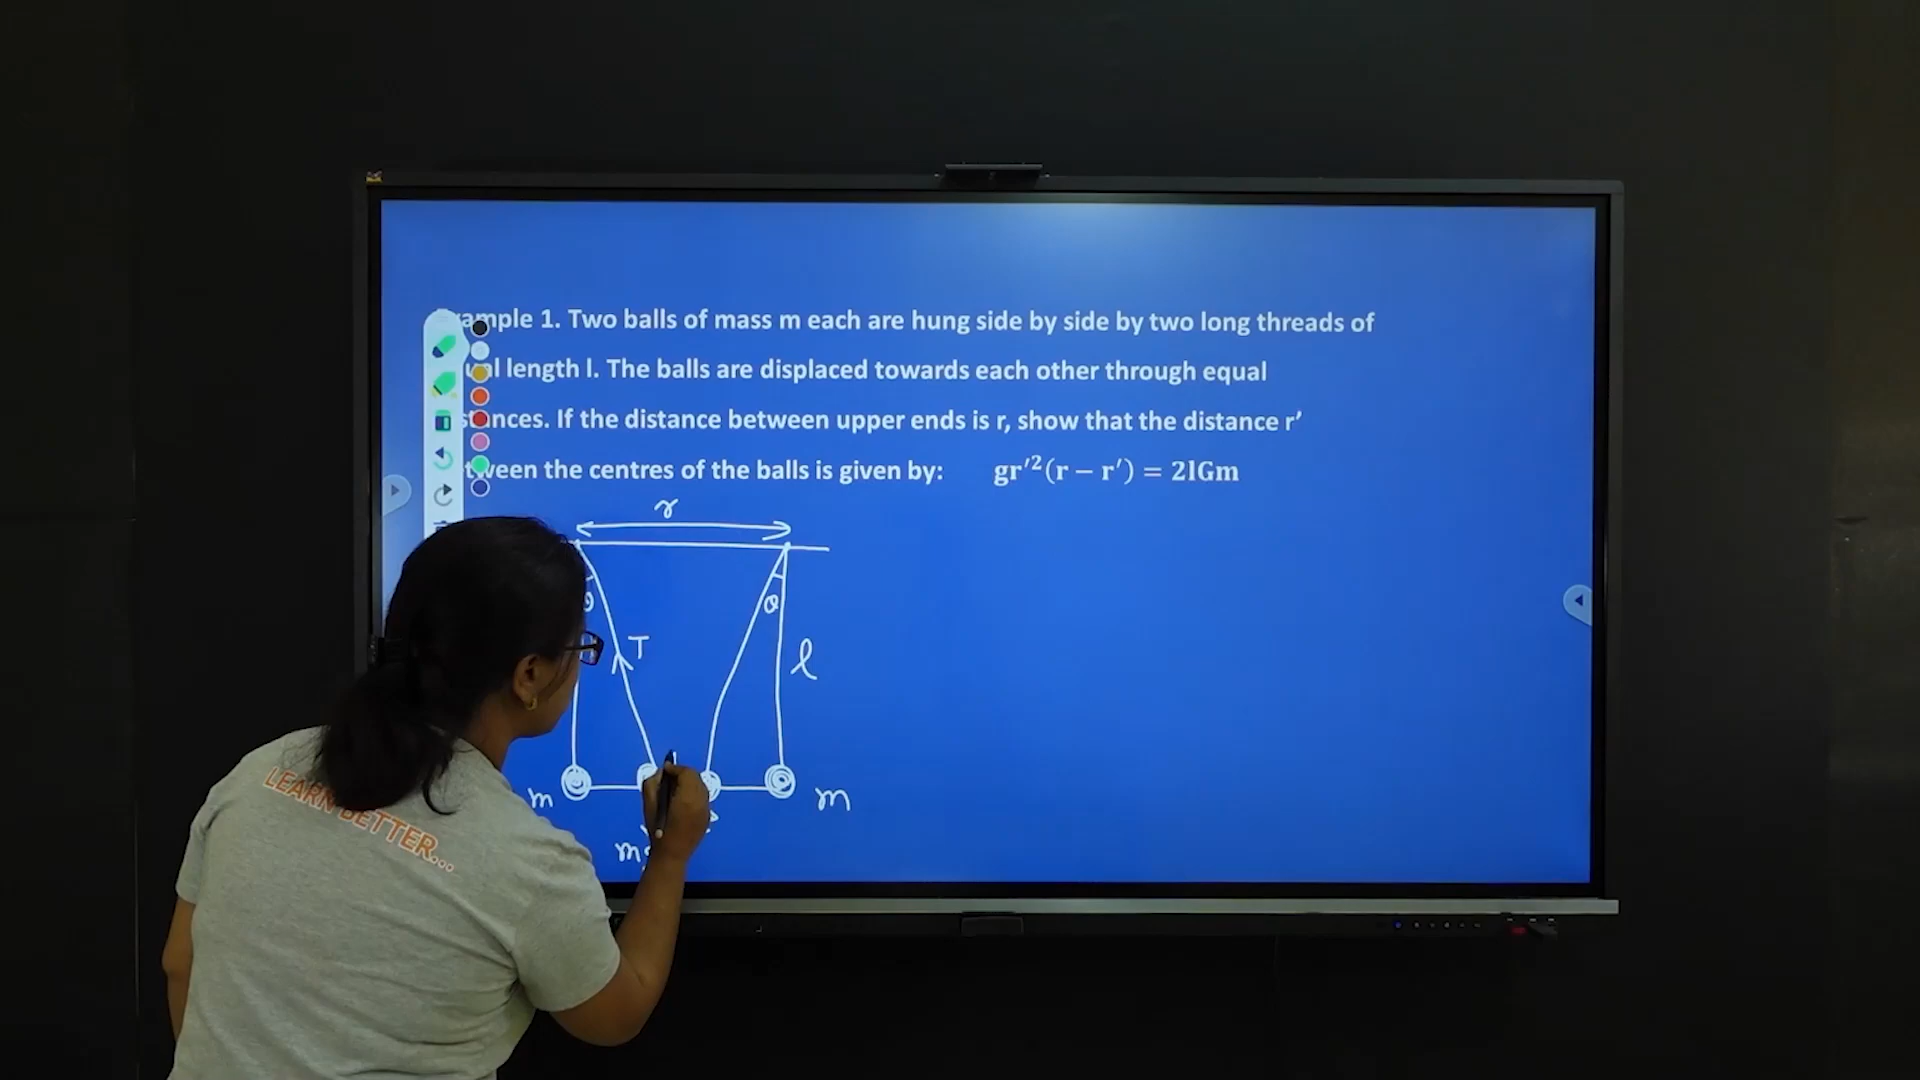 ample 1. Two balls of mass m each are hung side by side by two long threads of
al length l. The balls are displaced towards each other through equal
stances. If the distance between upper ends is r, show that the distance r′
tween the centres of the balls is given by: gr′²(r − r′) = 2lGm
r
θ
T
l
m
m
m
LEARN BETTER...